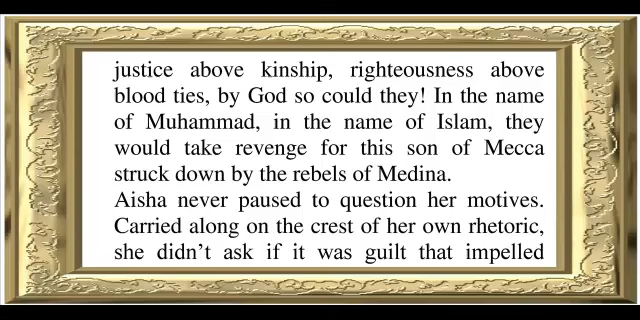 justice above kinship, righteousness above
blood ties, by God so could they! In the name
of Muhammad, in the name of Islam, they
would take revenge for this son of Mecca
struck down by the rebels of Medina.
Aisha never paused to question her motives.
Carried along on the crest of her own rhetoric,
she didn’t ask if it was guilt that impelled